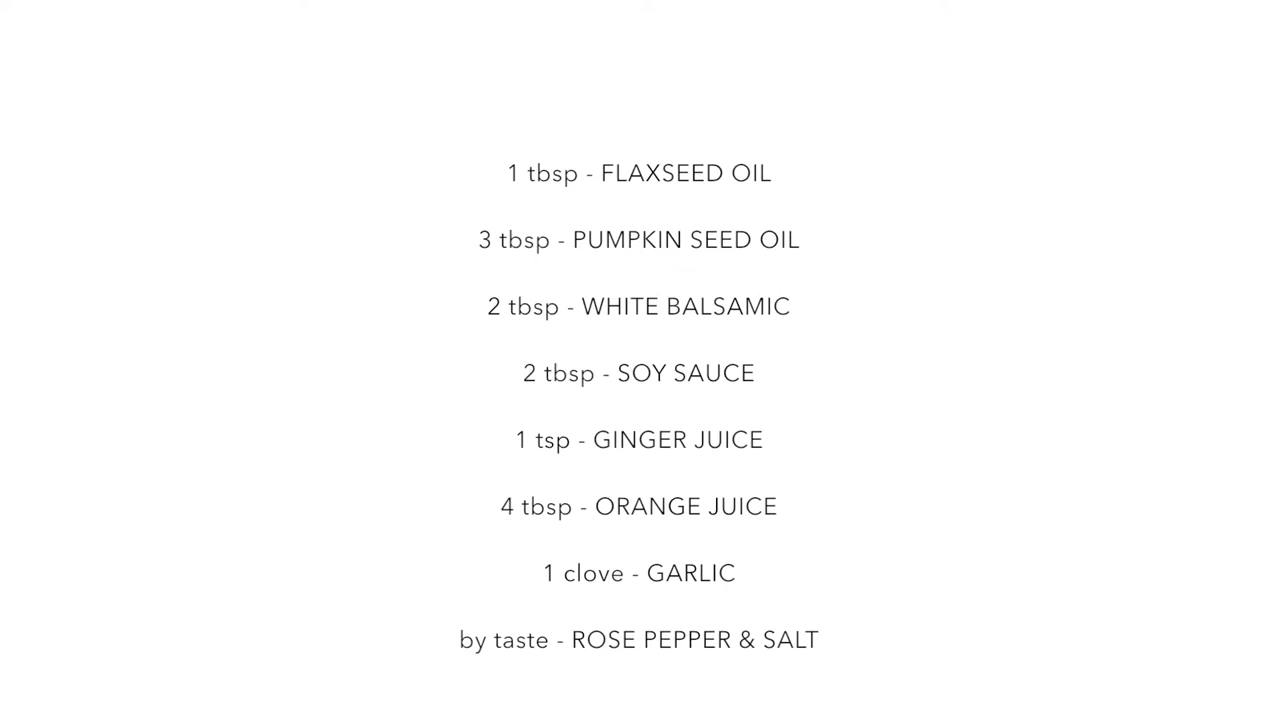 1 tbsp - FLAXSEED OIL
3 tbsp - PUMPKIN SEED OIL
2 tbsp - WHITE BALSAMIC
2 tbsp - SOY SAUCE
1 tsp - GINGER JUICE
4 tbsp - ORANGE JUICE
1 clove - GARLIC
by taste - ROSE PEPPER & SALT